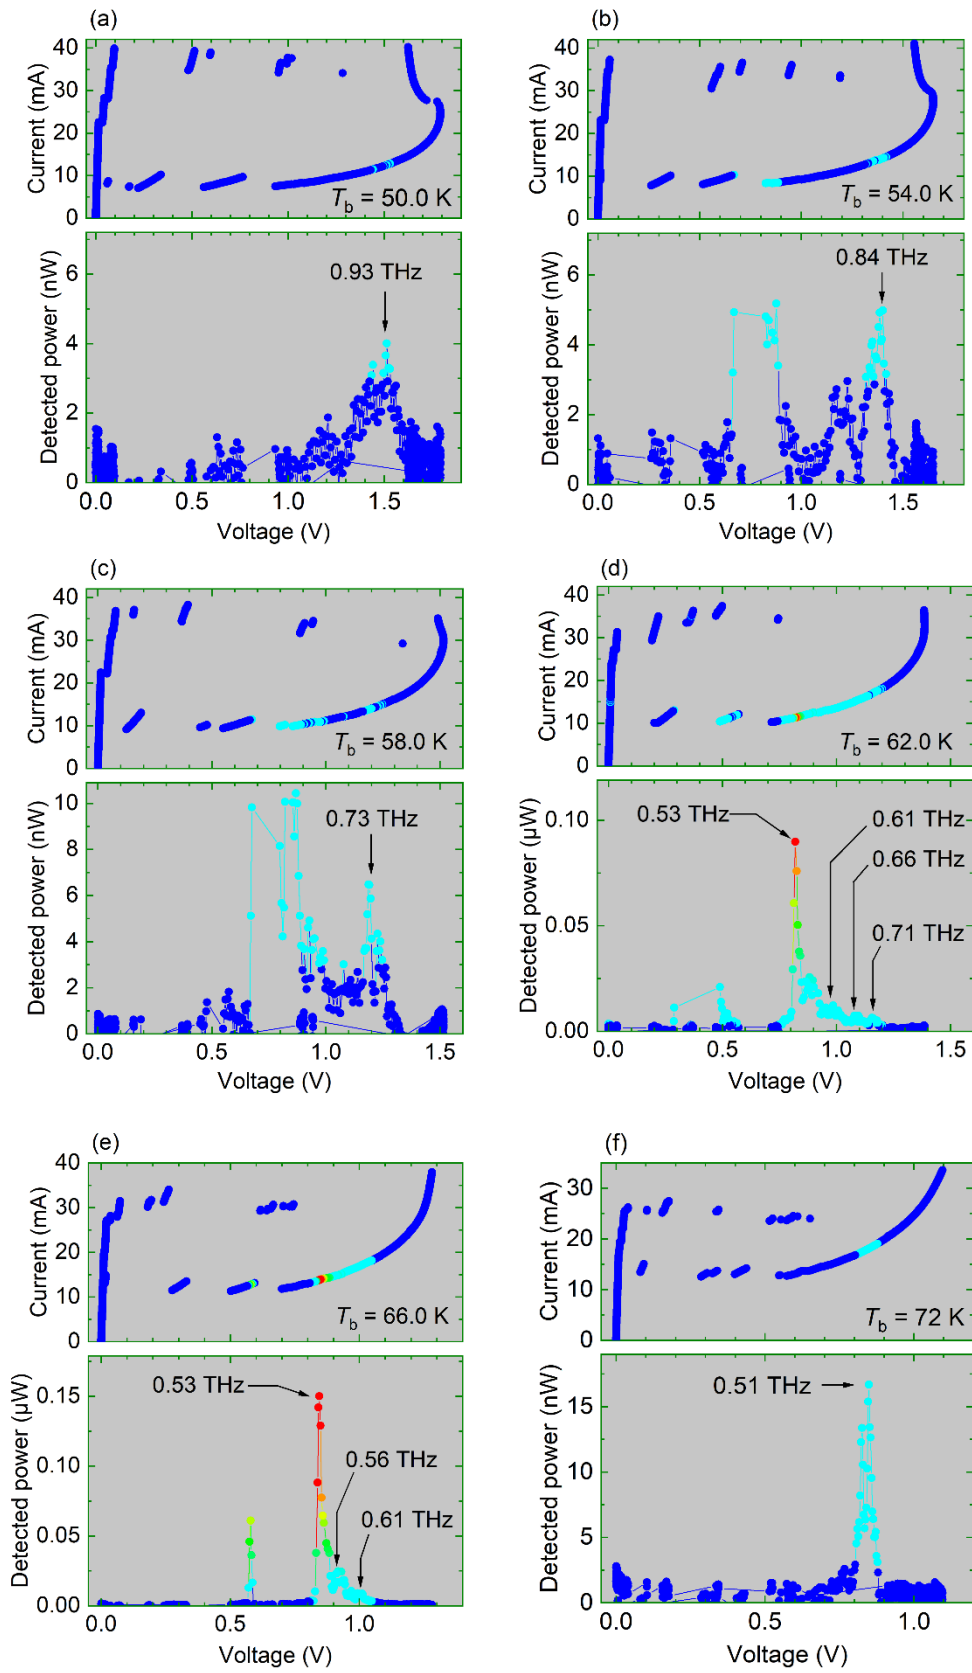 (a)
40
30
20
10
0
Current (mA)
T_b = 50.0 K
6
4
2
0
Detected power (nW)
0.93 THz
0.0 0.5 1.0 1.5
Voltage (V)
(b)
40
30
20
10
0
Current (mA)
T_b = 54.0 K
6
4
2
0
Detected power (nW)
0.84 THz
0.0 0.5 1.0 1.5
Voltage (V)
(c)
40
30
20
10
0
Current (mA)
T_b = 58.0 K
10
8
6
4
2
0
Detected power (nW)
0.73 THz
0.0 0.5 1.0 1.5
Voltage (V)
(d)
40
30
20
10
0
Current (mA)
T_b = 62.0 K
0.10
0.05
0.00
Detected power (µW)
0.53 THz
0.61 THz
0.66 THz
0.71 THz
0.0 0.5 1.0 1.5
Voltage (V)
(e)
40
30
20
10
0
Current (mA)
T_b = 66.0 K
0.15
0.10
0.05
0.00
Detected power (µW)
0.53 THz
0.56 THz
0.61 THz
0.0 0.5 1.0
Voltage (V)
(f)
30
20
10
0
Current (mA)
T_b = 72 K
15
10
5
0
Detected power (nW)
0.51 THz
0.0 0.5 1.0
Voltage (V)